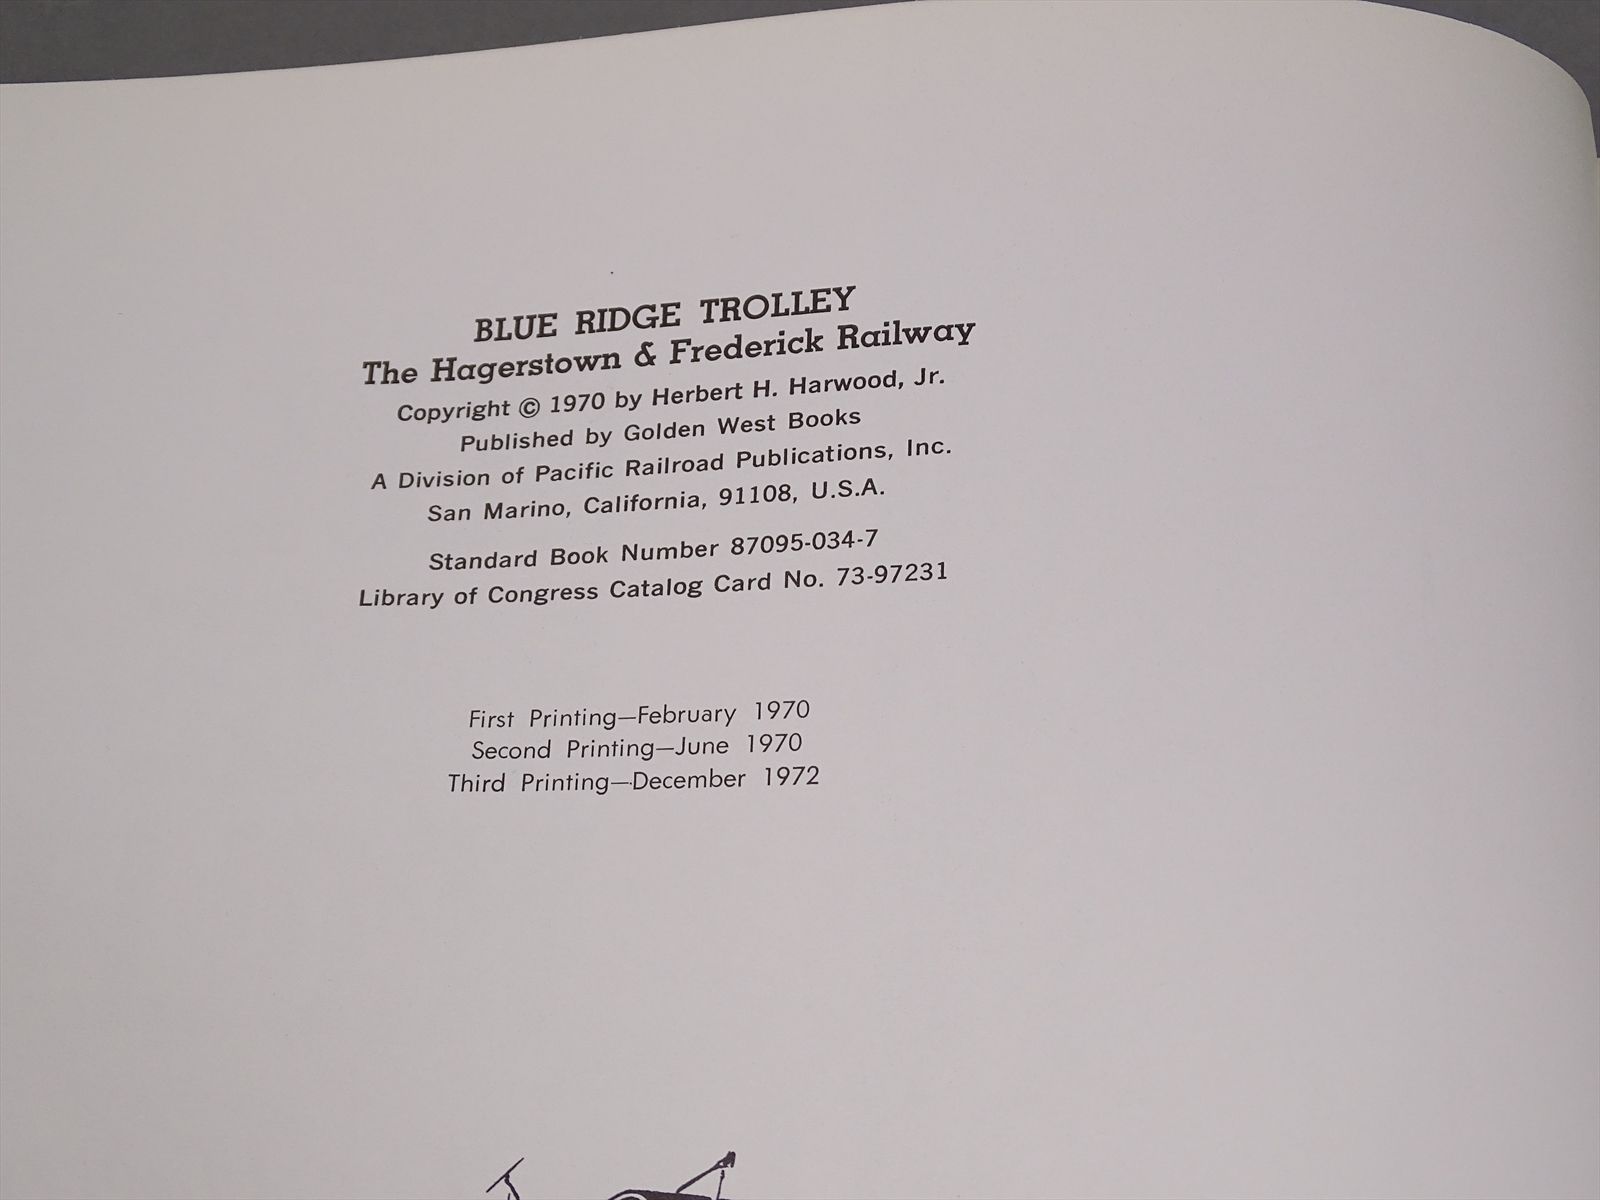 BLUE RIDGE TROLLEY
The Hagerstown & Frederick Railway
Copyright © 1970 by Herbert H. Harwood, Jr.
Published by Golden West Books
A Division of Pacific Railroad Publications, Inc.
San Marino, California, 91108, U.S.A.
Standard Book Number 87095-034-7
Library of Congress Catalog Card No. 73-97231
First Printing—February 1970
Second Printing—June 1970
Third Printing—December 1972